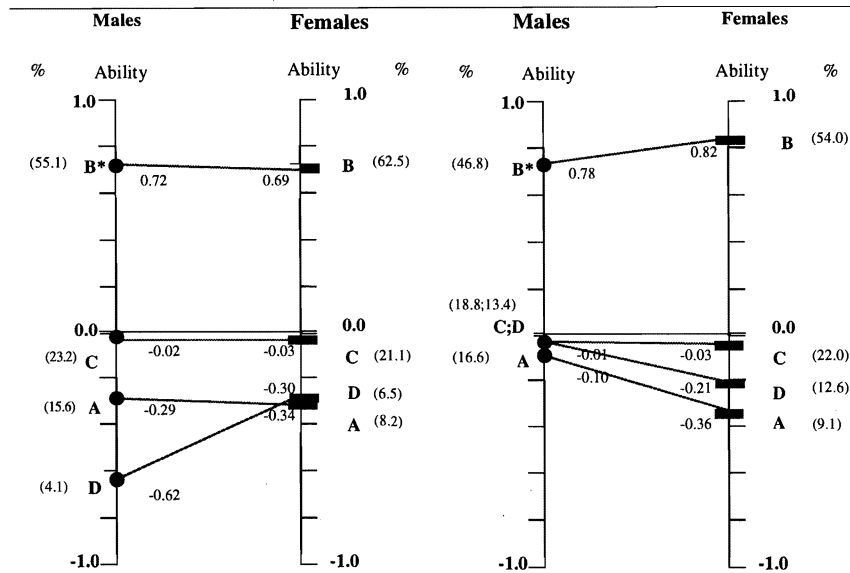 Males Females Males Females
% Ability Ability % % Ability Ability %
1.0 1.0 1.0 1.0
(55.1) B* 0.72 0.69 B (62.5)
(46.8) B* 0.78 0.82 B (54.0)
0.0 0.0 0.0
(18.8;13.4) C;D
(23.2) C -0.02 -0.03 C (21.1)
(16.6) A -0.01 -0.03 C (22.0)
-0.10 -0.21 D (12.6)
-0.36 A (9.1)
-0.30 D (6.5)
(15.6) A -0.29 -0.34 A (8.2)
(4.1) D -0.62
-1.0 -1.0 -1.0 -1.0